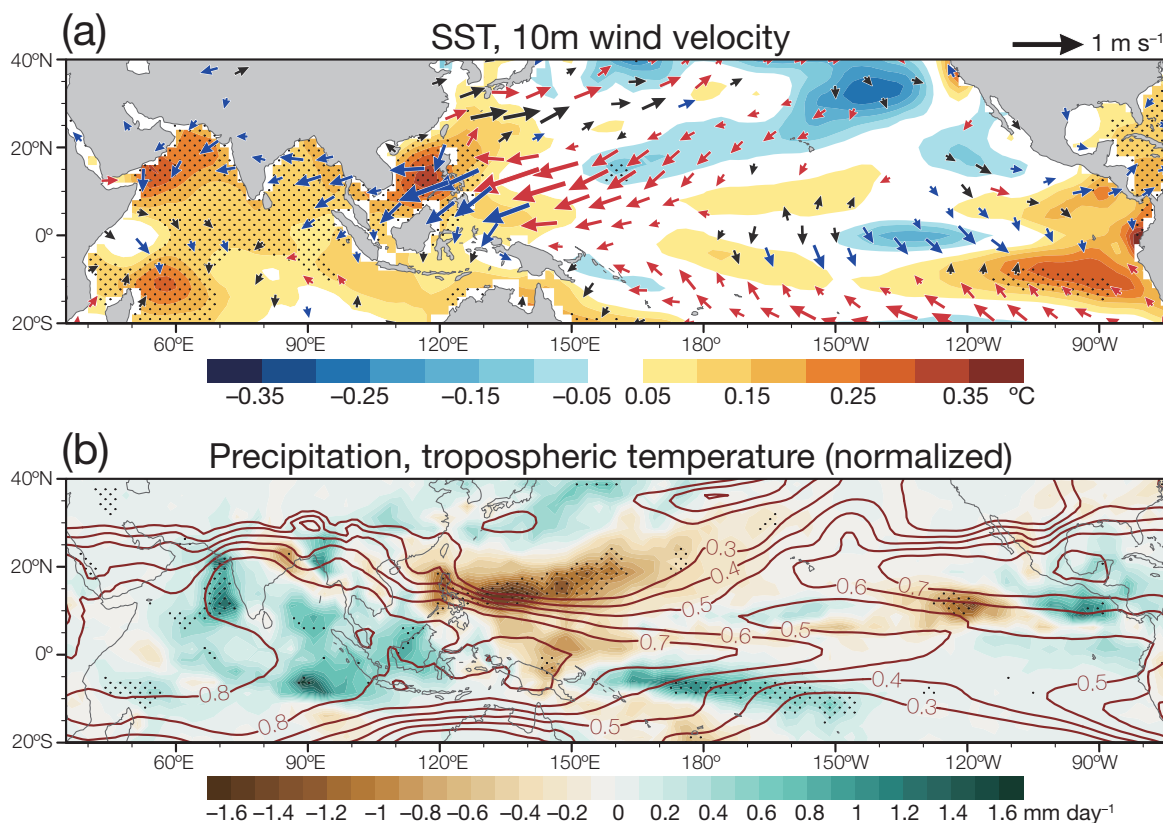 (a)
SST, 10m wind velocity
1 m s⁻¹
40ºN
20ºN
0º
20ºS
60ºE 90ºE 120ºE 150ºE 180º 150ºW 120ºW 90ºW
−0.35 −0.25 −0.15 −0.05 0.05 0.15 0.25 0.35 ºC
(b)
Precipitation, tropospheric temperature (normalized)
40ºN
20ºN
0º
20ºS
0.3
0.4
0.5
0.6
0.7
0.7
0.6
0.5
0.8
0.8
0.5
0.4
0.3
0.5
60ºE 90ºE 120ºE 150ºE 180º 150ºW 120ºW 90ºW
−1.6 −1.4 −1.2 −1 −0.8 −0.6 −0.4 −0.2 0 0.2 0.4 0.6 0.8 1 1.2 1.4 1.6 mm day⁻¹